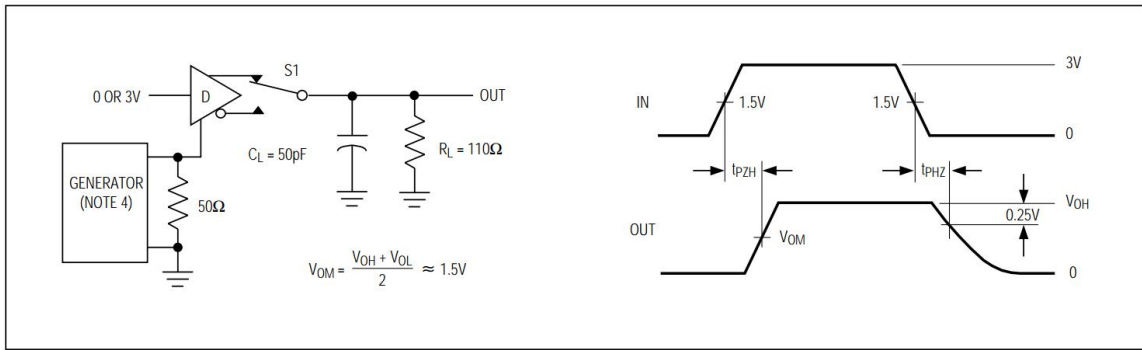 0 OR 3V
D
S1
OUT
GENERATOR
(NOTE 4)
50Ω
C_L = 50pF
R_L = 110Ω
V_OM = (V_OH + V_OL) / 2 ≈ 1.5V
IN
1.5V
1.5V
3V
0
t_PZH
t_PHZ
OUT
V_OM
V_OH
0.25V
0